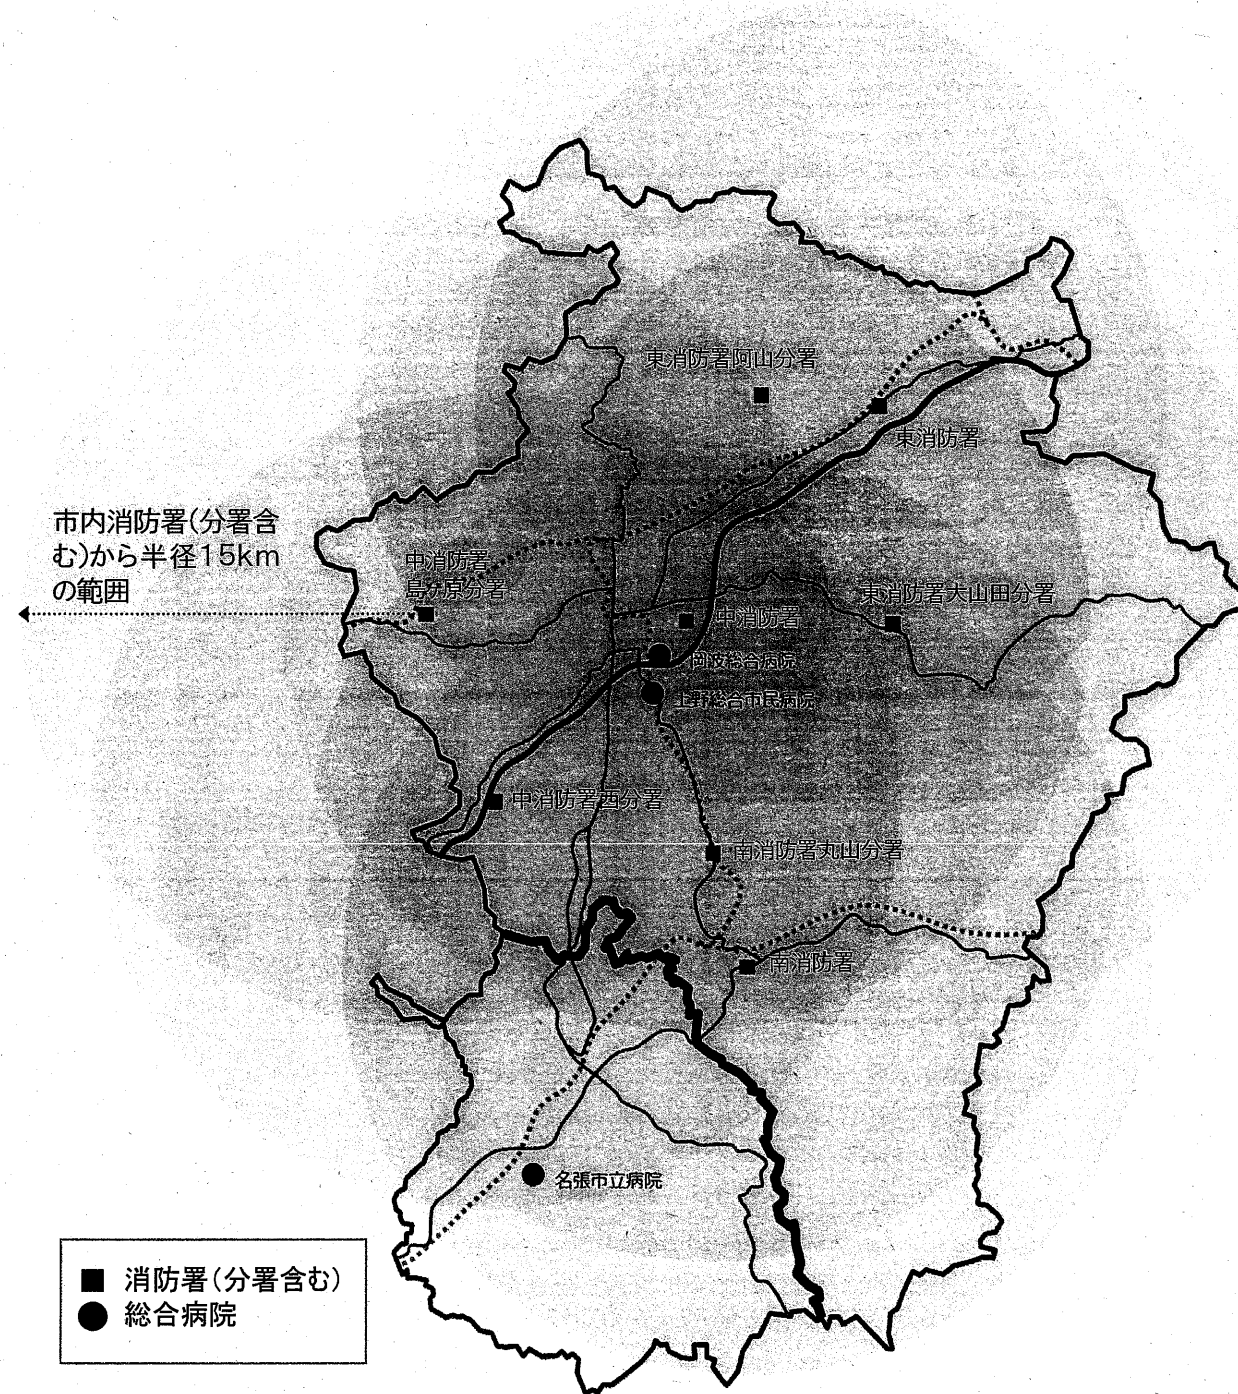 東消防署阿山分署
東消防署
市内消防署(分署含
む)から半径15km
の範囲
中消防署
島ヶ原分署
東消防署大山田分署
中消防署
岡波総合病院
上野総合市民病院
中消防署西分署
南消防署丸山分署
南消防署
名張市立病院
消防署(分署含む)
総合病院